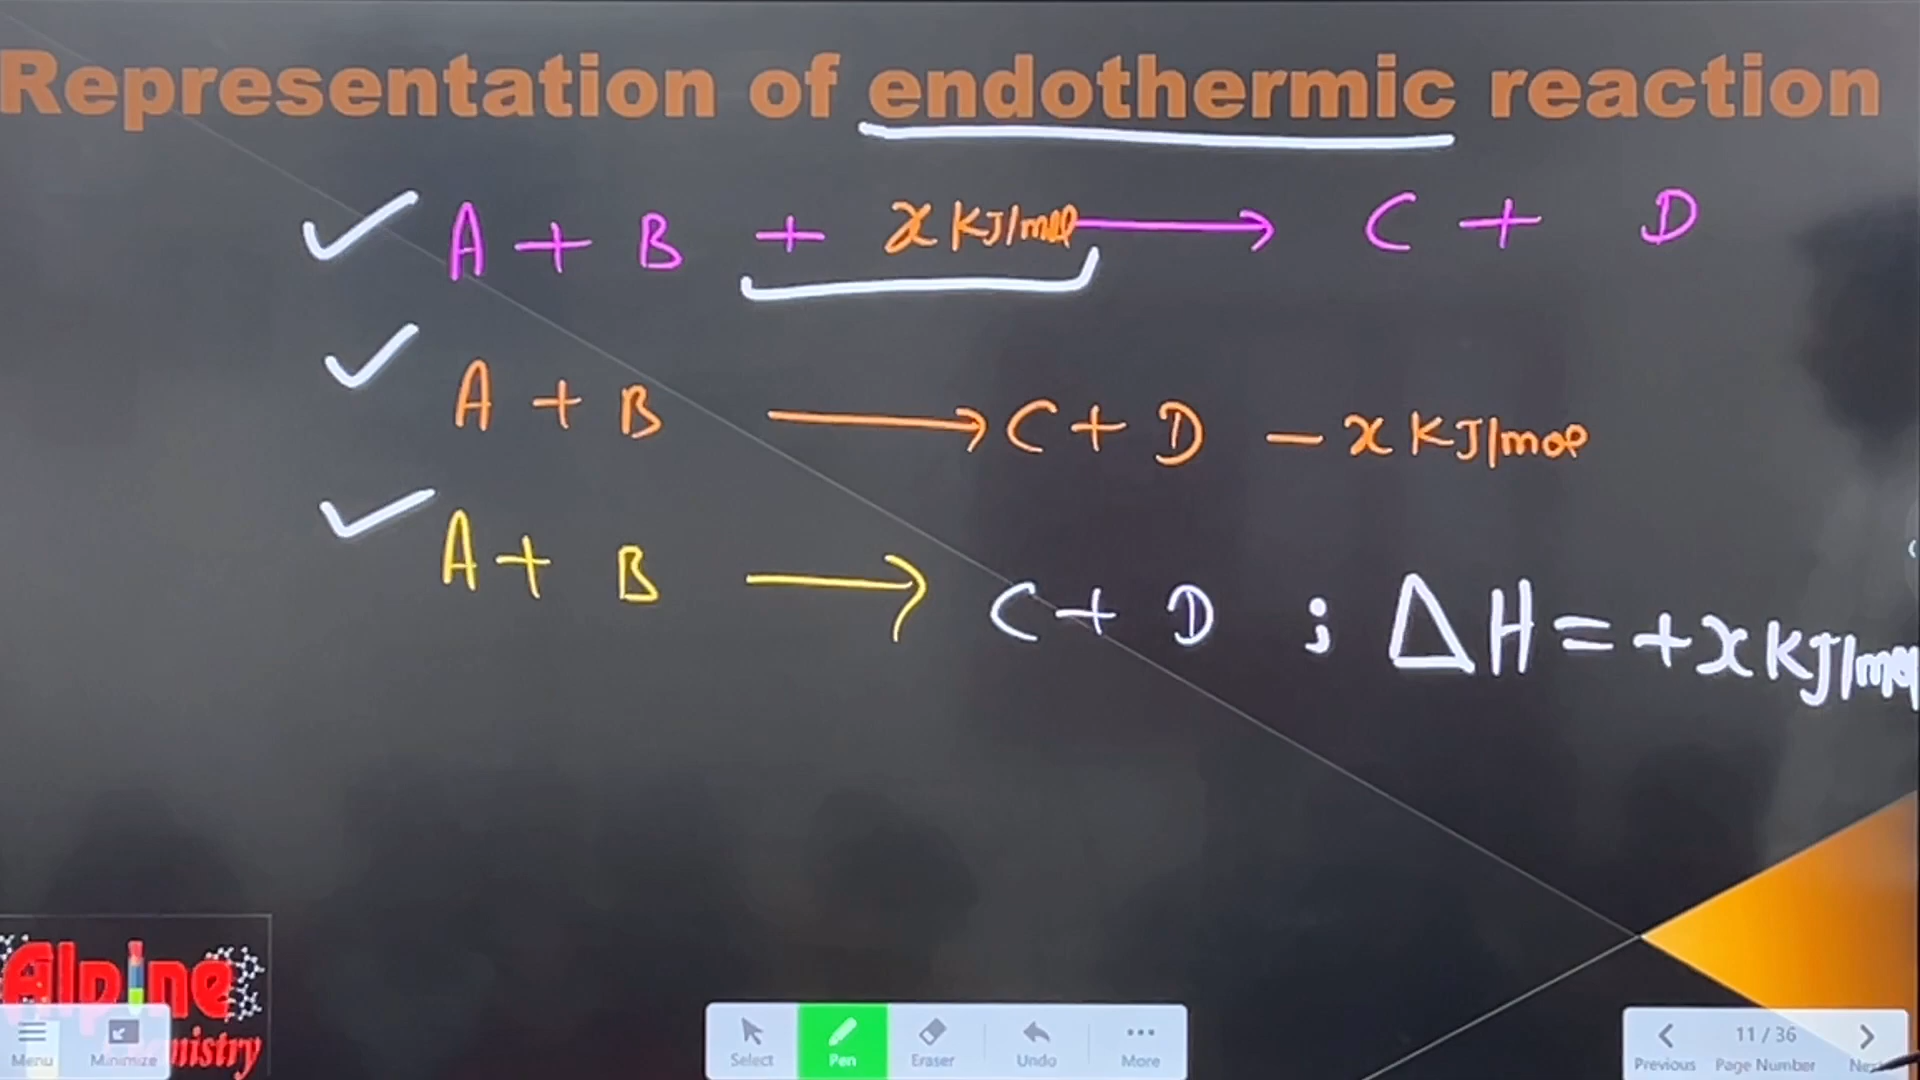 Representation of endothermic reaction
A + B + x KJ/mol → C + D
A + B → C + D - x KJ/mol
A + B → C + D ; ΔH = + x KJ/mol
Alpine
Menu Minimize
Select Pen Eraser Undo More
11 / 36
Previous Page Number